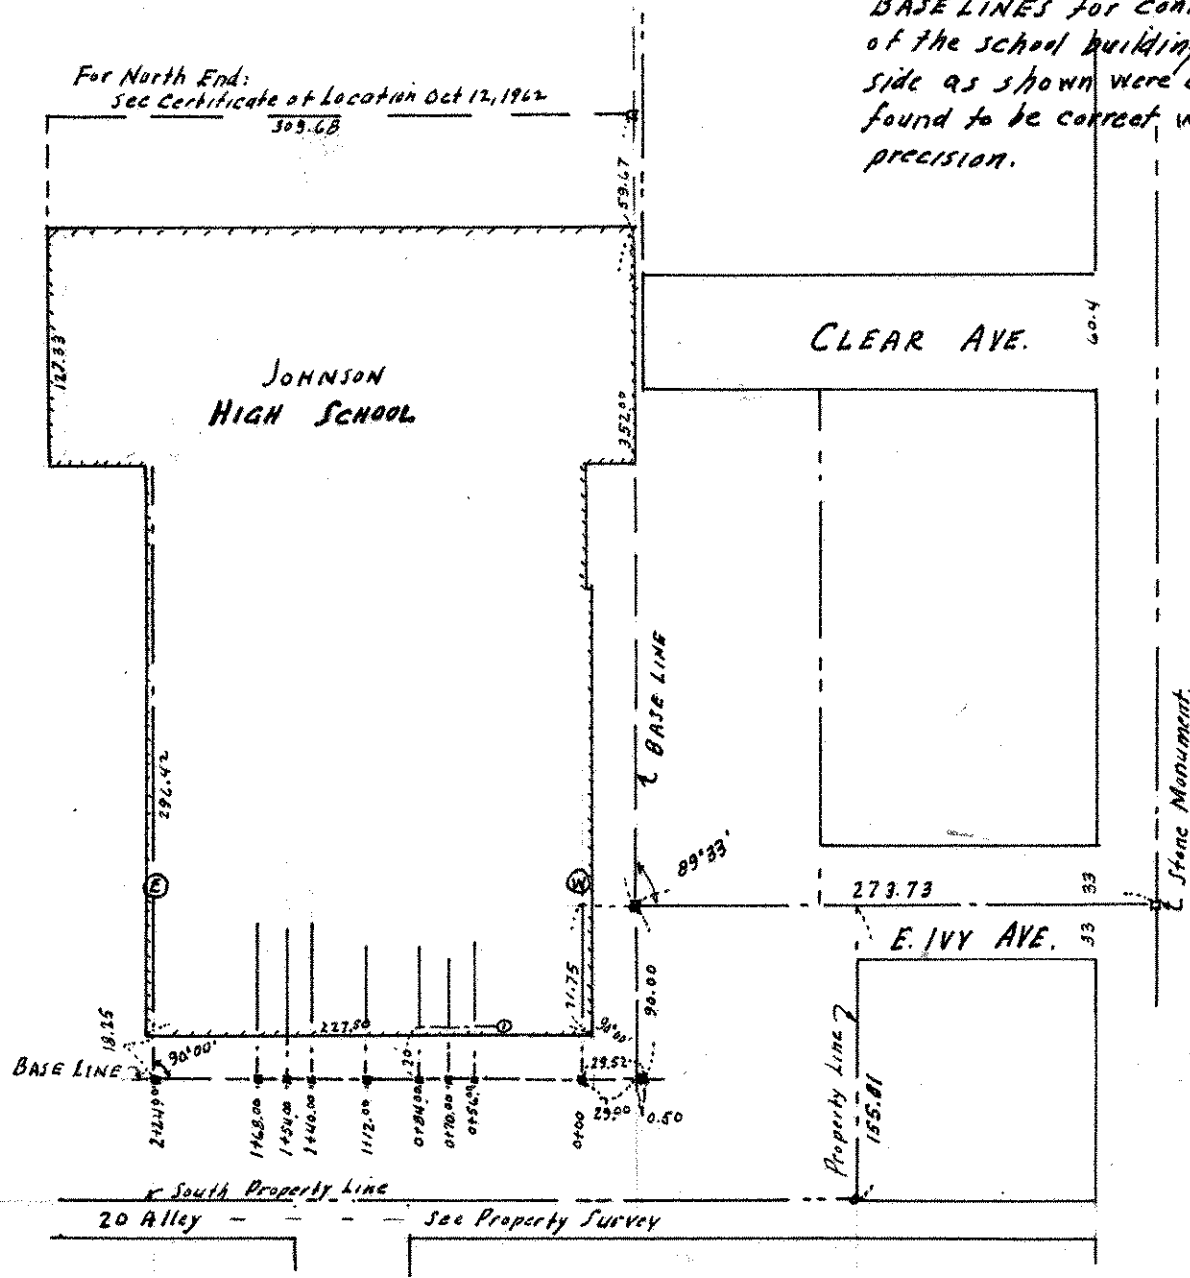 BASE LINES for con
of the school building
side as shown were
found to be correct w
precision.
For North End:
See Certificate of Location Oct 12, 1962
309.68
59.67
127.33
JOHNSON
HIGH SCHOOL
352.00
CLEAR AVE.
60.4
296.42
BASE LINE
Stone Monument
89°33'
E
W
273.73
33
E. IVY AVE.
33
71.75
90.00
18.25
227.50
90°00'
90°00'
BASE LINE
20
29.52
29.00
0.50
2+24.90
1+68.00
1+54.00
1+40.00
1+12.00
0+84.00
0+70.00
0+56.00
0+00
Property Line
155.81
South Property Line
20 Alley - - - - See Property Survey